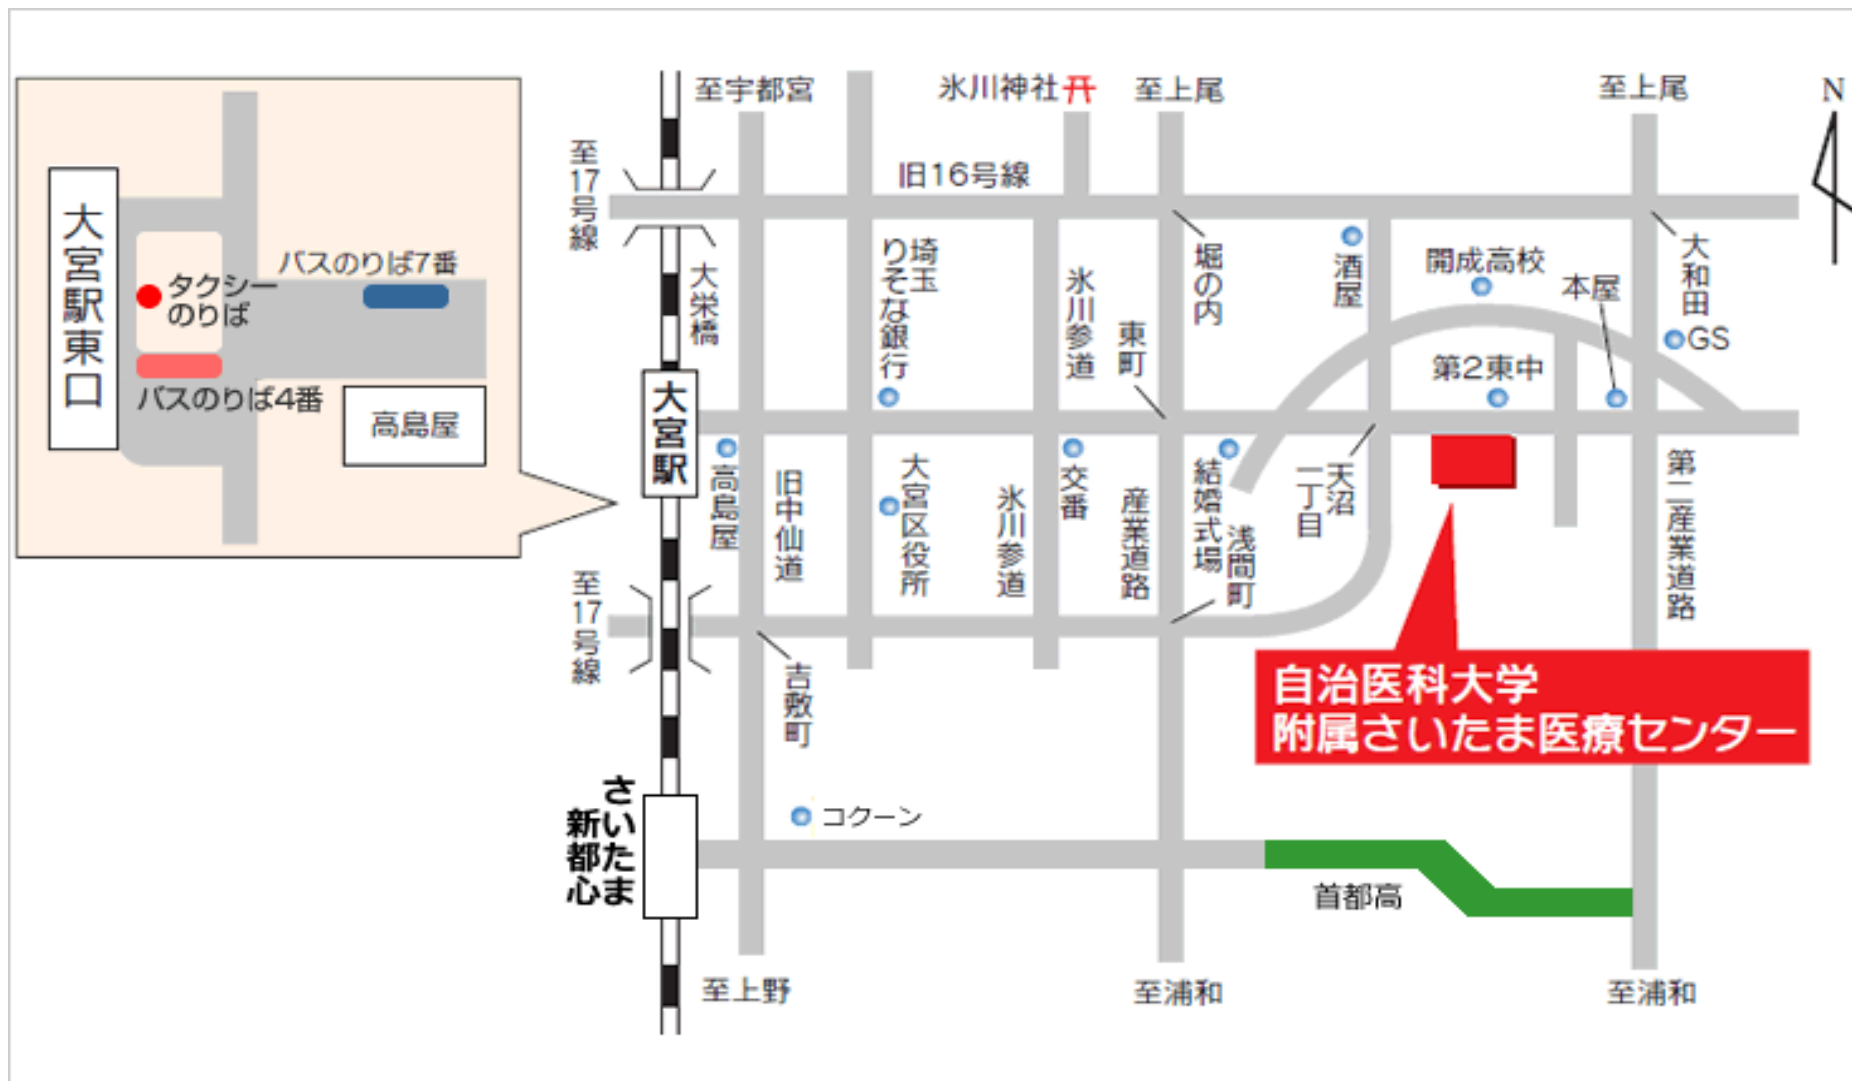 大宮駅東口
タクシー
のりば
バスのりば7番
バスのりば4番
高島屋
至宇都宮
氷川神社
至上尾
至上尾
N
至17号線
旧16号線
大栄橋
埼玉
りそな銀行
氷川参道
東町
堀の内
酒屋
開成高校
本屋
大和田
GS
第2東中
大宮駅
高島屋
旧中仙道
大宮区役所
氷川参道
交番
産業道路
結婚式場
浅間町
天沼
一丁目
第二産業道路
至17号線
吉敷町
自治医科大学
附属さいたま医療センター
さいたま
新都心
コクーン
首都高
至上野
至浦和
至浦和